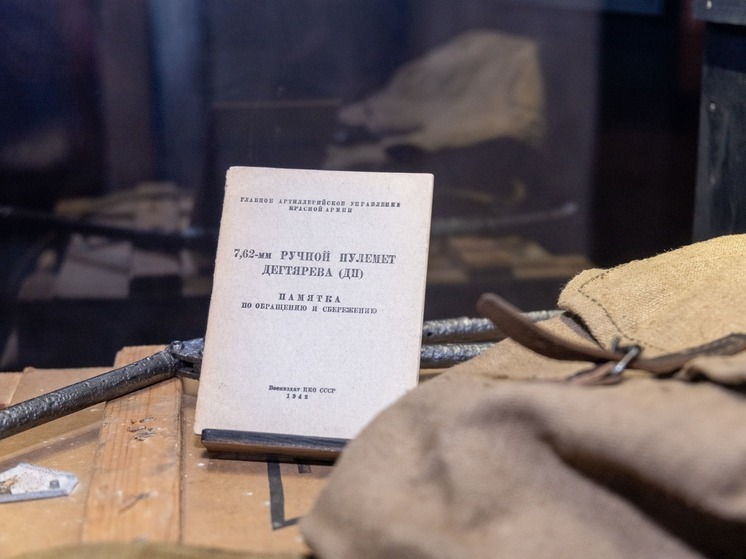 ГЛАВНОЕ АРТИЛЛЕРИЙСКОЕ УПРАВЛЕНИЕ
КРАСНОЙ АРМИИ
7,62-мм РУЧНОЙ ПУЛЕМЕТ
ДЕГТЯРЕВА (ДП)
ПАМЯТКА
ПО ОБРАЩЕНИЮ И СБЕРЕЖЕНИЮ
Воениздат НКО СССР